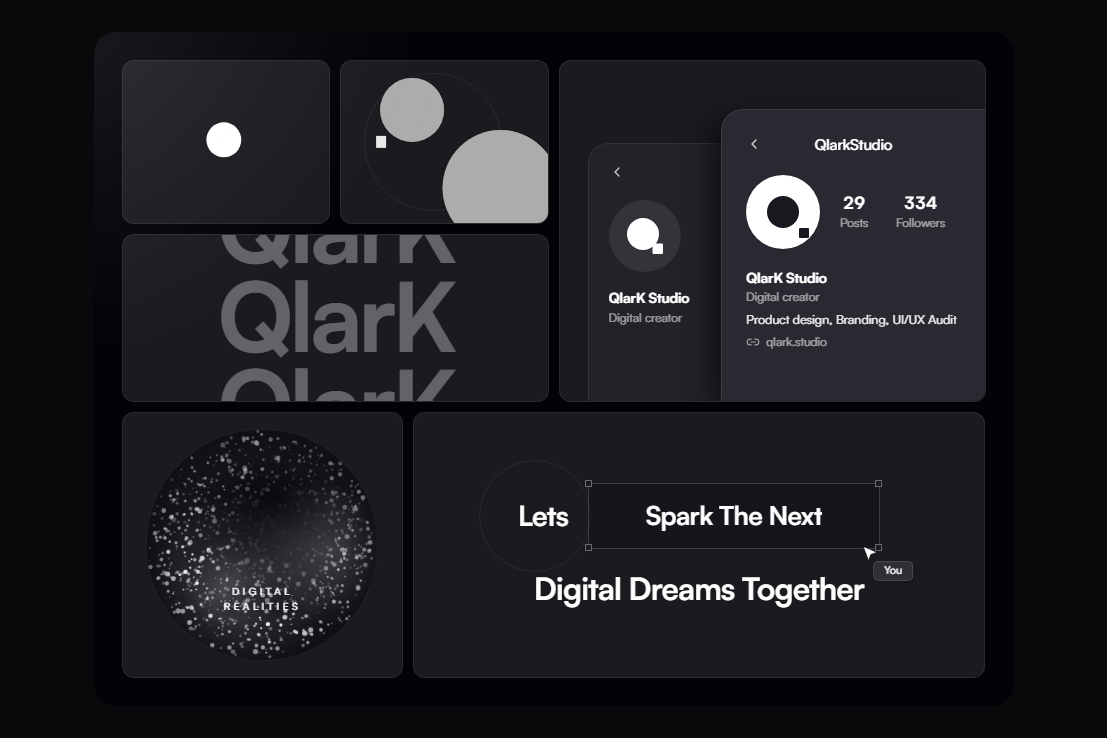 QlarK
QlarK
QlarK
QlarK Studio
Digital creator
QlarkStudio
29
Posts
334
Followers
QlarK Studio
Digital creator
Product design, Branding, UI/UX Audit
qlark.studio
DIGITAL
REALITIES
Lets
Spark The Next
You
Digital Dreams Together